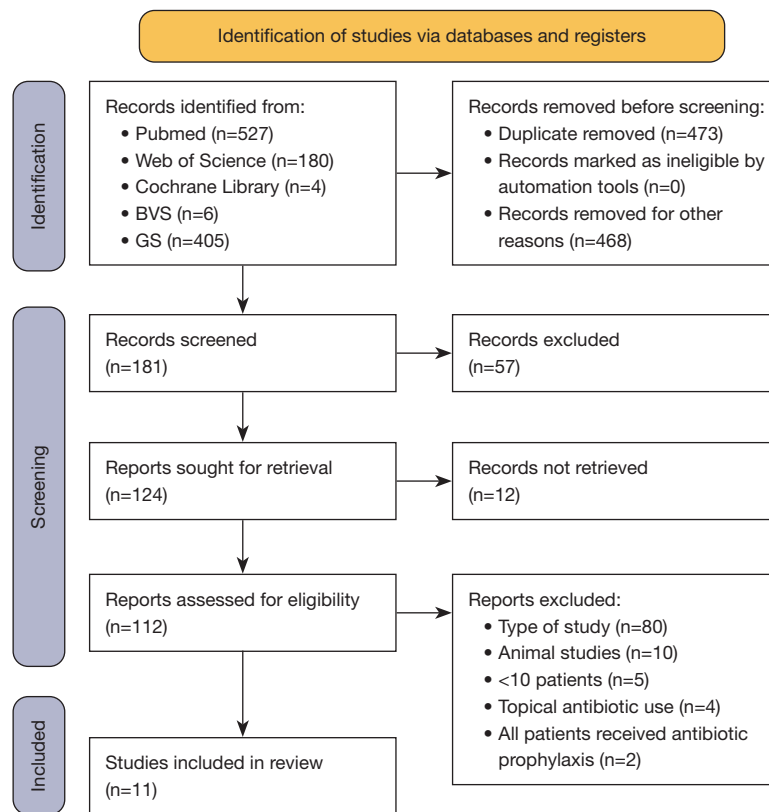 Identification of studies via databases and registers
Identification
Records identified from:
• Pubmed (n=527)
• Web of Science (n=180)
• Cochrane Library (n=4)
• BVS (n=6)
• GS (n=405)
Records removed before screening:
• Duplicate removed (n=473)
• Records marked as ineligible by
automation tools (n=0)
• Records removed for other
reasons (n=468)
Screening
Records screened
(n=181)
Records excluded
(n=57)
Reports sought for retrieval
(n=124)
Records not retrieved
(n=12)
Reports assessed for eligibility
(n=112)
Reports excluded:
• Type of study (n=80)
• Animal studies (n=10)
• <10 patients (n=5)
• Topical antibiotic use (n=4)
• All patients received antibiotic
prophylaxis (n=2)
Included
Studies included in review
(n=11)